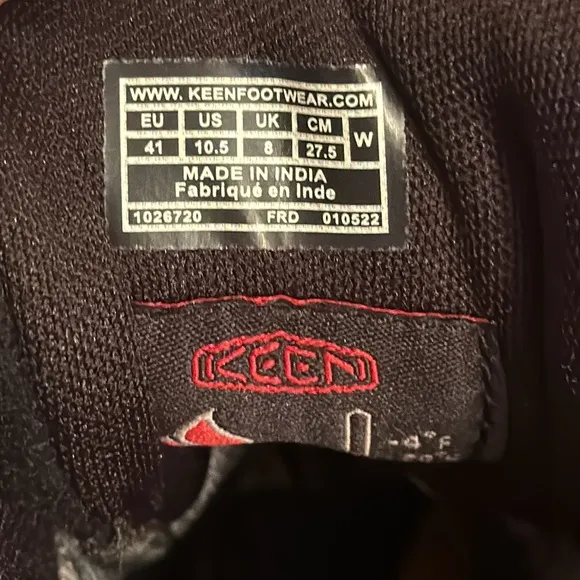 WWW. KEENFOOTWEAR.COM
EU US UK CM W
41 10.5 8 27.5
MADE IN INDIA
Fabriqué en Inde
1026720 FRD 010522
KEEN
-4°F